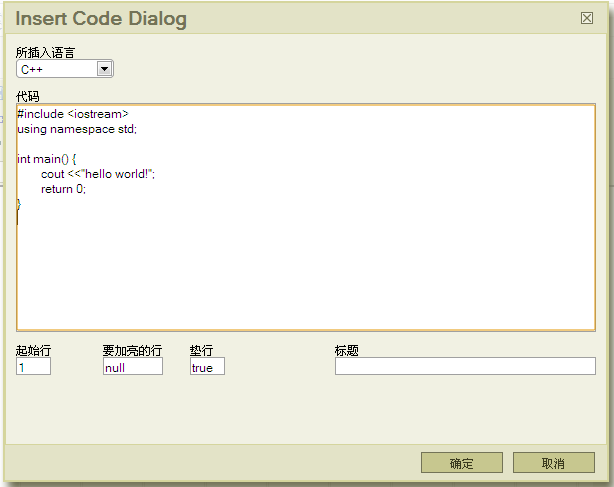 Insert Code Dialog
所插入语言
C++
代码
#include <iostream>
using namespace std;
int main() {
cout <<"hello world!";
return 0;
}
起始行 要加亮的行 垫行 标题
1 null true
确定 取消